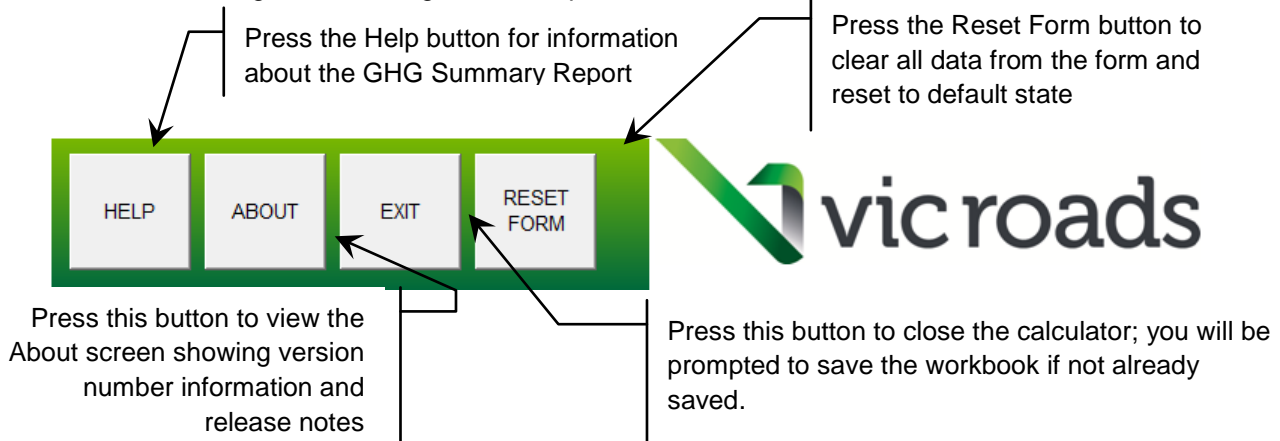 Press the Help button for information
about the GHG Summary Report
Press the Reset Form button to
clear all data from the form and
reset to default state
HELP
ABOUT
EXIT
RESET
FORM
vic roads
Press this button to view the
About screen showing version
number information and
release notes
Press this button to close the calculator; you will be
prompted to save the workbook if not already
saved.